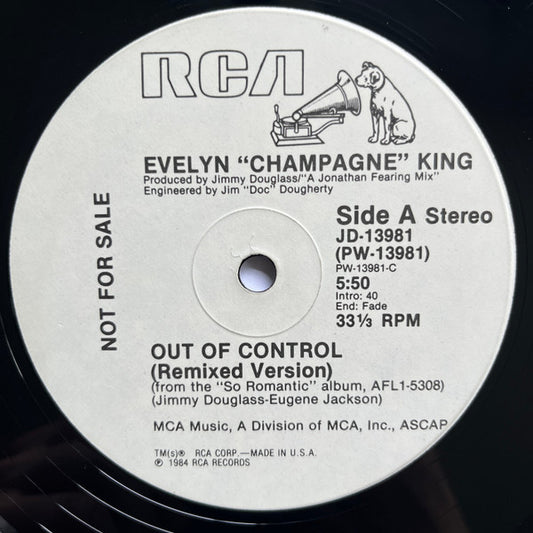 RCA
EVELYN "CHAMPAGNE" KING
Produced by Jimmy Douglass/"A Jonathan Fearing Mix"
Engineered by Jim "Doc" Dougherty
NOT FOR SALE
Side A Stereo
JD-13981
(PW-13981)
PW-13981-C
5:50
Intro: 40
End: Fade
33⅓ RPM
OUT OF CONTROL
(Remixed Version)
(from the "So Romantic" album, AFL1-5308)
(Jimmy Douglass-Eugene Jackson)
MCA Music, A Division of MCA, Inc., ASCAP
TM(s)® RCA CORP.—MADE IN U.S.A.
℗ 1984 RCA RECORDS